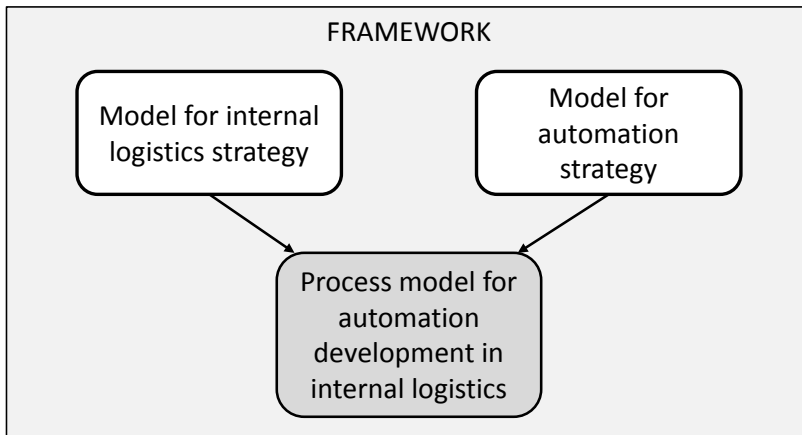 FRAMEWORK
Model for internal
logistics strategy
Model for
automation
strategy
Process model for
automation
development in
internal logistics